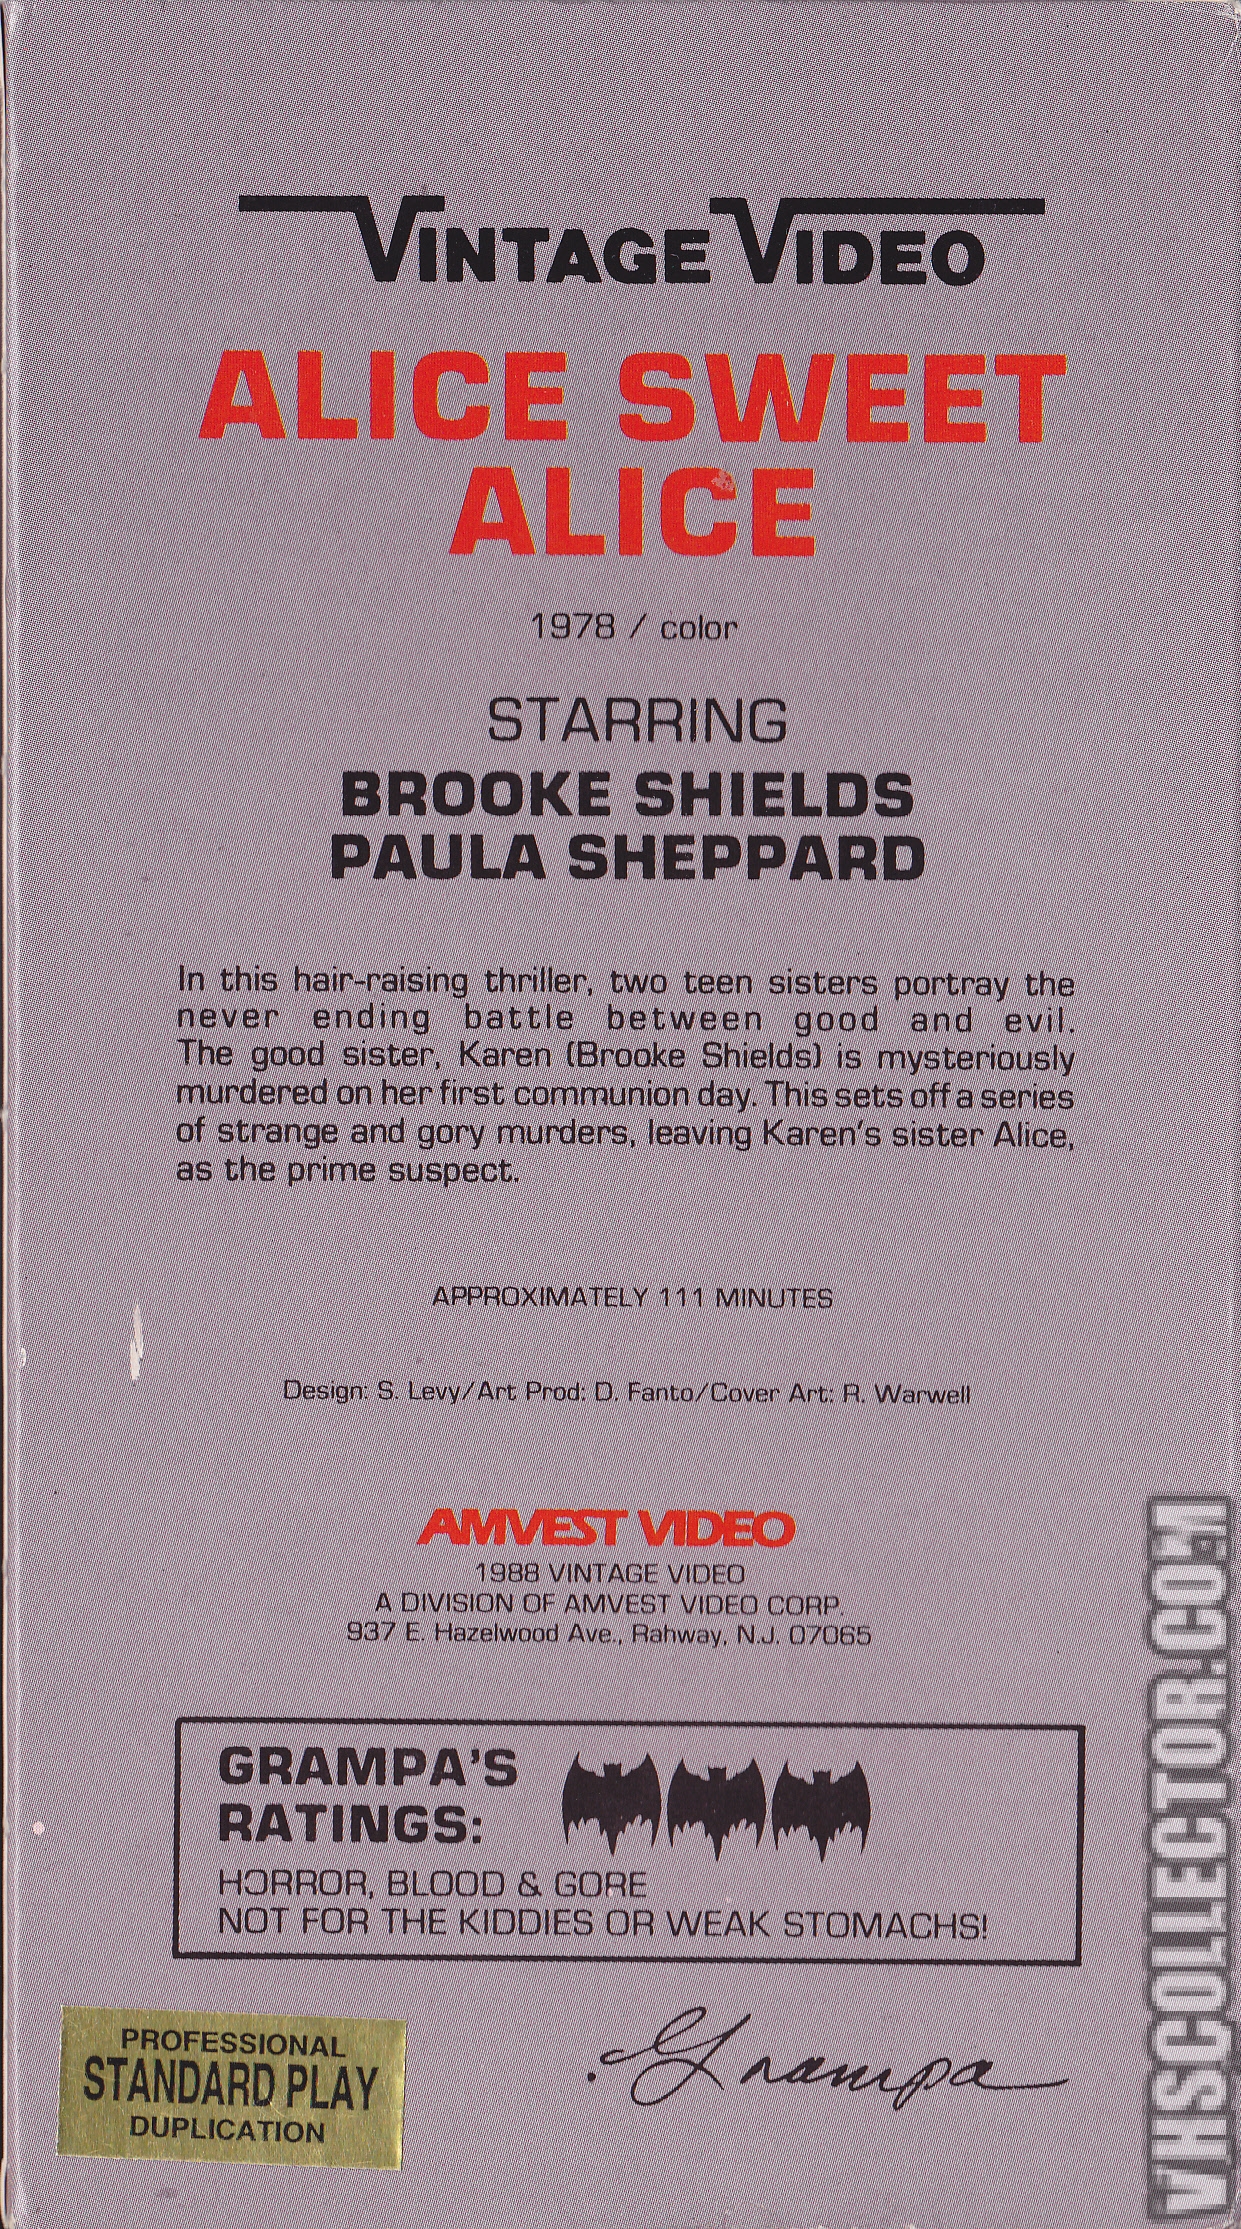 VINTAGE VIDEO
ALICE SWEET
ALICE
1978 / color
STARRING
BROOKE SHIELDS
PAULA SHEPPARD
In this hair-raising thriller, two teen sisters portray the
never ending battle between good and evil.
The good sister, Karen (Brooke Shields) is mysteriously
murdered on her first communion day. This sets off a series
of strange and gory murders, leaving Karen's sister Alice,
as the prime suspect.
APPROXIMATELY 111 MINUTES
Design: S. Levy/Art Prod: D. Fanto/Cover Art: R. Warwell
AMVEST VIDEO
1988 VINTAGE VIDEO
A DIVISION OF AMVEST VIDEO CORP.
937 E. Hazelwood Ave., Rahway, N.J. 07065
GRAMPA'S
RATINGS:
HORROR, BLOOD & GORE
NOT FOR THE KIDDIES OR WEAK STOMACHS!
Grampa
PROFESSIONAL
STANDARD PLAY
DUPLICATION
VHSCOLLECTOR.COM